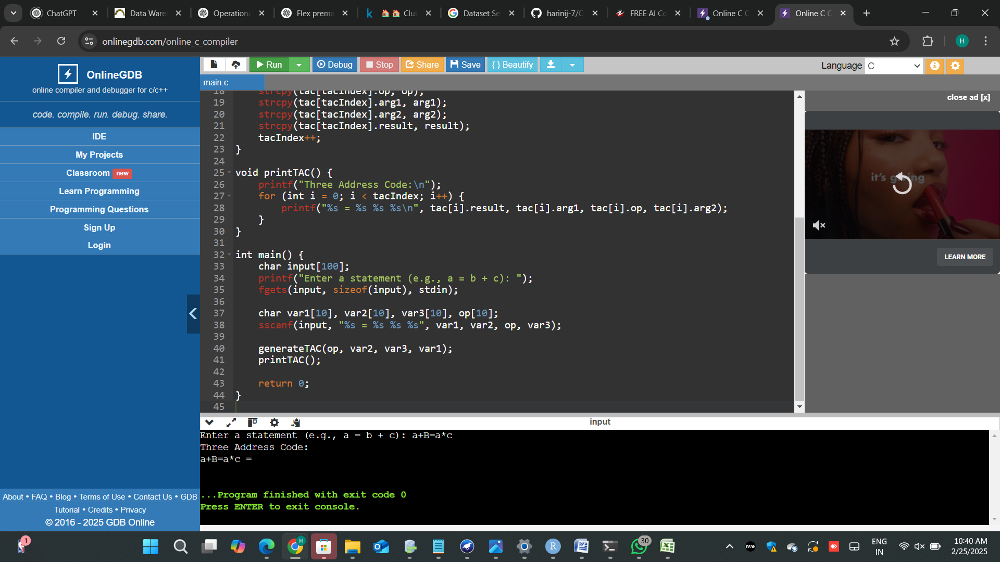 ChatGPT
Data Ware
Operationa
Flex prema
Clu
Dataset Se
harinij-7/C
FREE AI Co
Online C C
Online C C
onlinegdb.com/online_c_compiler
H
OnlineGDB
online compiler and debugger for c/c++
code. compile. run. debug. share.
IDE
My Projects
Classroom new
Learn Programming
Programming Questions
Sign Up
Login
About • FAQ • Blog • Terms of Use • Contact Us • GDB
Tutorial • Credits • Privacy
© 2016 - 2025 GDB Online
Run
Debug
Stop
Share
Save
{ } Beautify
Language C
main.c
18 strcpy(tac[tacIndex].op, op);
19 strcpy(tac[tacIndex].arg1, arg1);
20 strcpy(tac[tacIndex].arg2, arg2);
21 strcpy(tac[tacIndex].result, result);
22 tacIndex++;
23 }
24
25 void printTAC() {
26 printf("Three Address Code:\n");
27 for (int i = 0; i < tacIndex; i++) {
28 printf("%s = %s %s %s\n", tac[i].result, tac[i].arg1, tac[i].op, tac[i].arg2);
29 }
30 }
31
32 int main() {
33 char input[100];
34 printf("Enter a statement (e.g., a = b + c): ");
35 fgets(input, sizeof(input), stdin);
36
37 char var1[10], var2[10], var3[10], op[10];
38 sscanf(input, "%s = %s %s %s", var1, var2, op, var3);
39
40 generateTAC(op, var2, var3, var1);
41 printTAC();
42
43 return 0;
44 }
45
close ad [x]
it's
LEARN MORE
input
Enter a statement (e.g., a = b + c): a+B=a*c
Three Address Code:
a+B=a*c =
...Program finished with exit code 0
Press ENTER to exit console.
1
H
R
30
ENG
IN
10:40 AM
2/25/2025